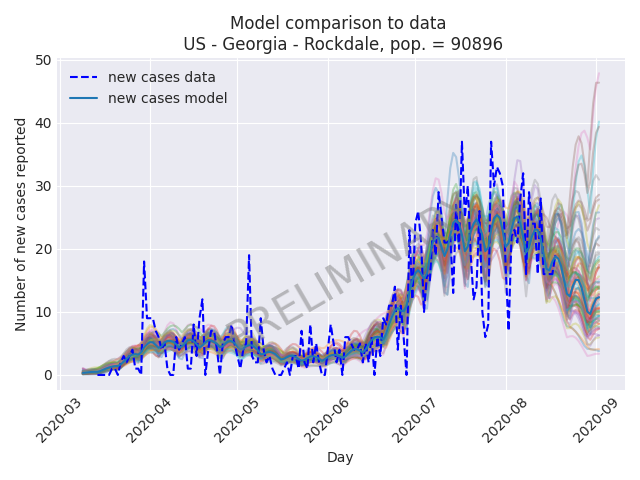 Model comparison to data
US - Georgia - Rockdale, pop. = 90896
50
40
30
20
10
0
Number of new cases reported
new cases data
new cases model
PRELIMINARY
2020-03
2020-04
2020-05
2020-06
2020-07
2020-08
2020-09
Day